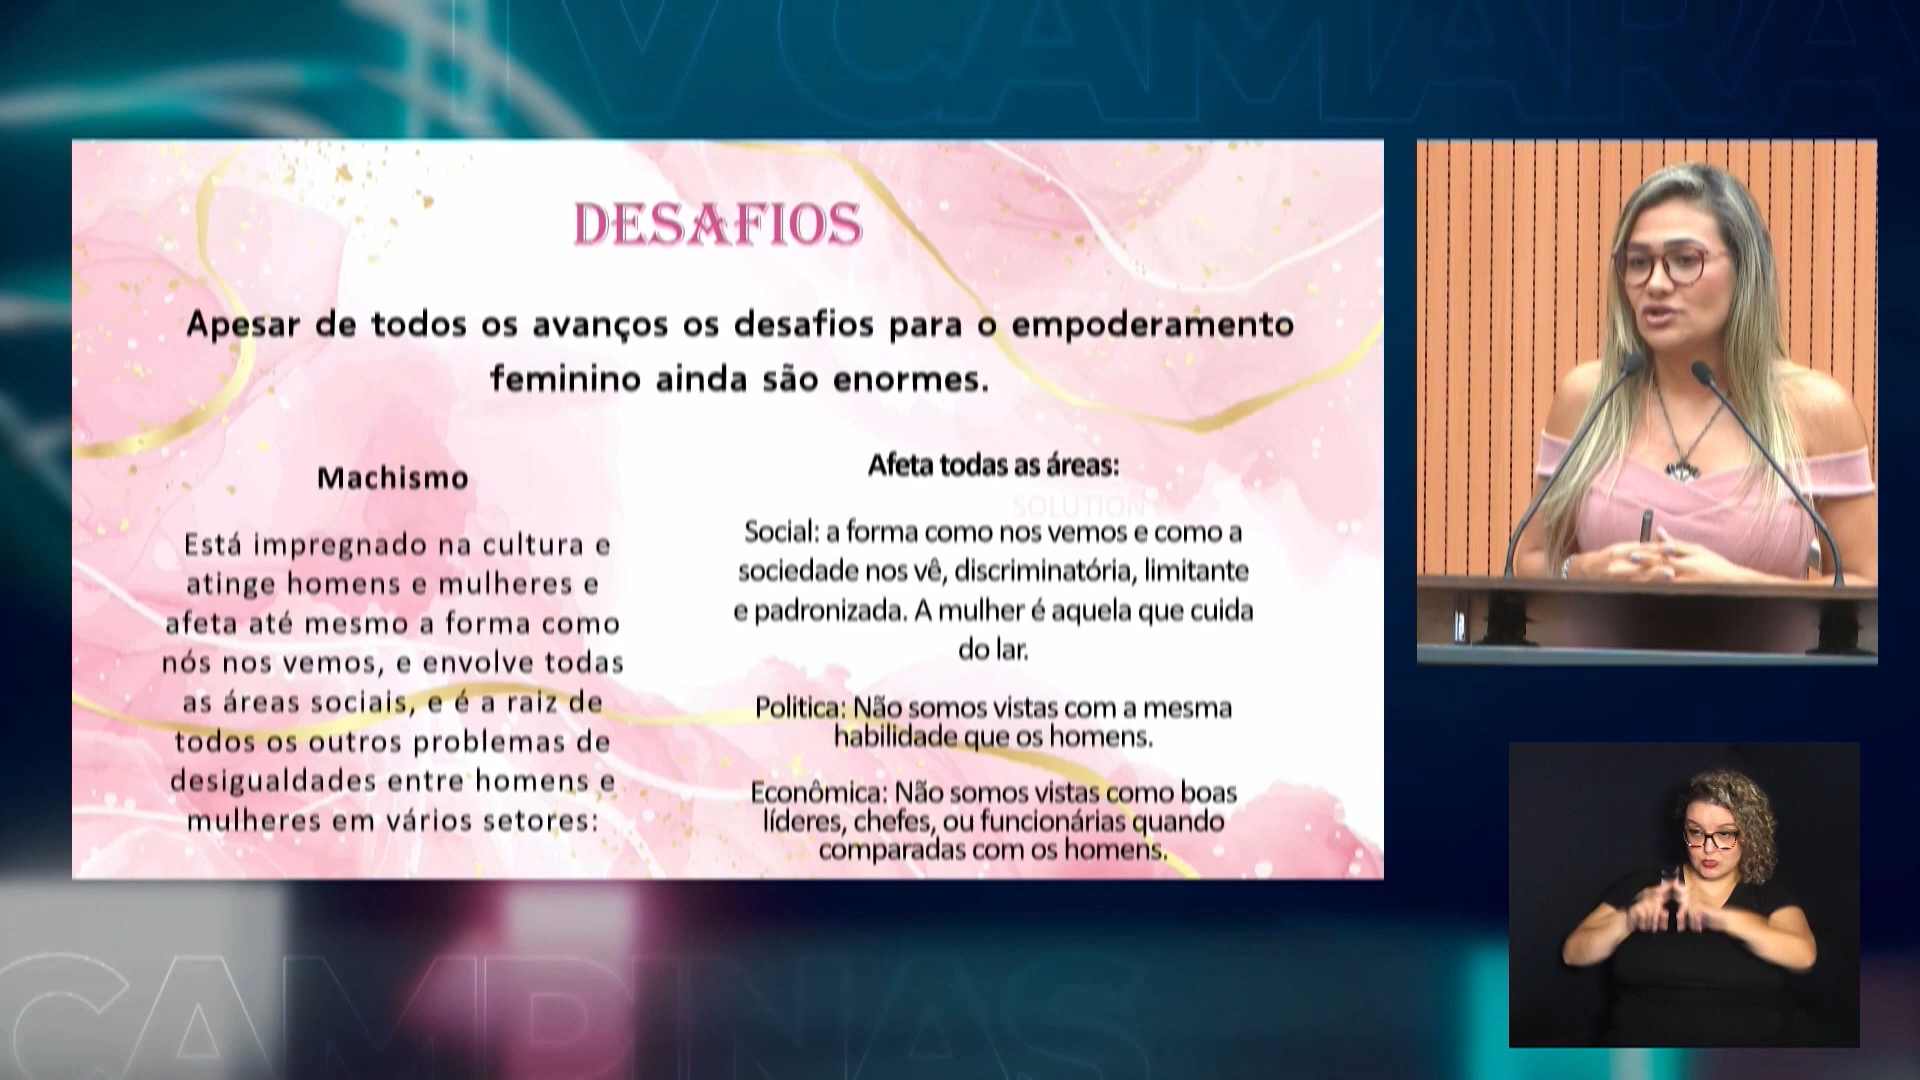 TV CAMARA
DESAFIOS
Apesar de todos os avanços os desafios para o empoderamento
feminino ainda são enormes.
Machismo
Está impregnado na cultura e
atinge homens e mulheres e
afeta até mesmo a forma como
nós nos vemos, e envolve todas
as áreas sociais, e é a raiz de
todos os outros problemas de
desigualdades entre homens e
mulheres em vários setores:
Afeta todas as áreas:
SOLUTION
Social: a forma como nos vemos e como a
sociedade nos vê, discriminatória, limitante
e padronizada. A mulher é aquela que cuida
do lar.
Politica: Não somos vistas com a mesma
habilidade que os homens.
Econômica: Não somos vistas como boas
líderes, chefes, ou funcionárias quando
comparadas com os homens.
CAMPINAS